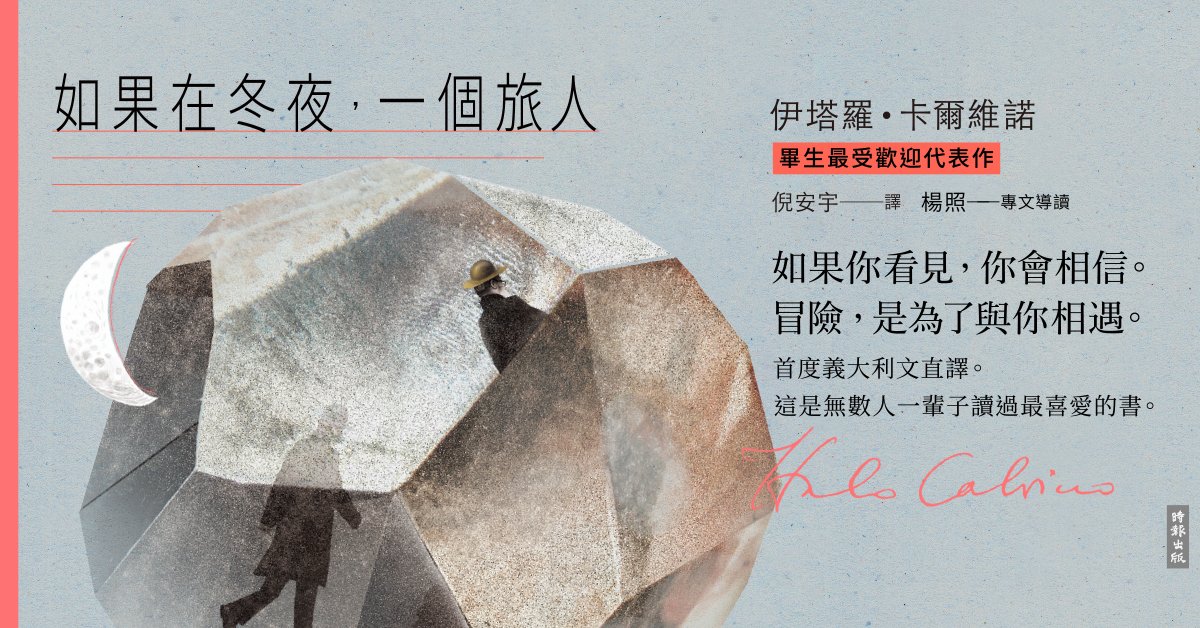 如果在冬夜，一個旅人
伊塔羅•卡爾維諾
畢生最受歡迎代表作
倪安宇——譯 楊照——專文導讀
如果你看見，你會相信。
冒險，是為了與你相遇。
首度義大利文直譯。
這是無數人一輩子讀過最喜愛的書。
Italo Calvino
時報出版